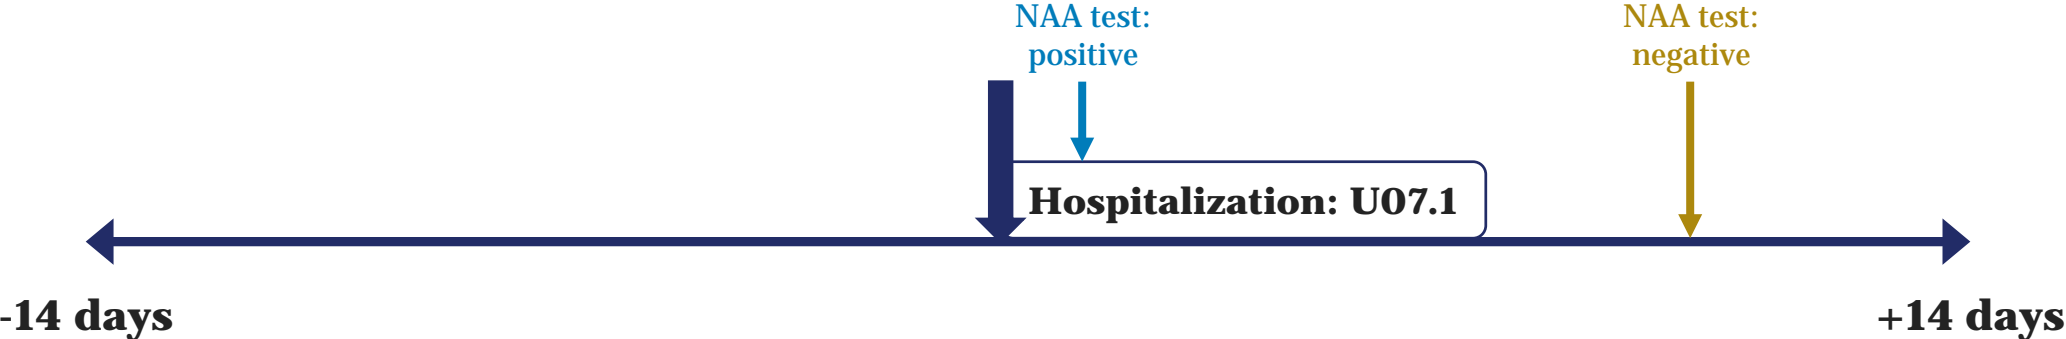 NAA test:
positive
NAA test:
negative
Hospitalization: U07.1
-14 days
+14 days